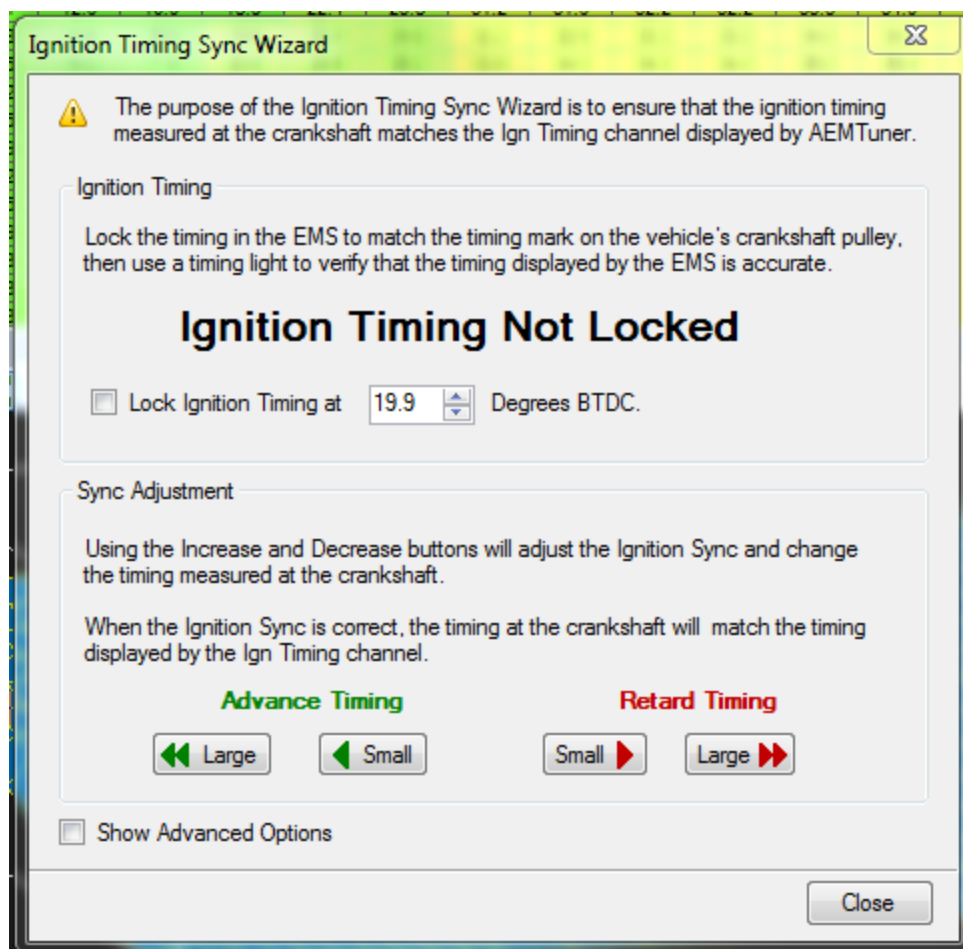 Ignition Timing Sync Wizard
The purpose of the Ignition Timing Sync Wizard is to ensure that the ignition timing
measured at the crankshaft matches the Ign Timing channel displayed by AEMTuner.
Ignition Timing
Lock the timing in the EMS to match the timing mark on the vehicle's crankshaft pulley,
then use a timing light to verify that the timing displayed by the EMS is accurate.
Ignition Timing Not Locked
Lock Ignition Timing at 19.9 Degrees BTDC.
Sync Adjustment
Using the Increase and Decrease buttons will adjust the Ignition Sync and change
the timing measured at the crankshaft.
When the Ignition Sync is correct, the timing at the crankshaft will match the timing
displayed by the Ign Timing channel.
Advance Timing Retard Timing
Large Small Small Large
Show Advanced Options
Close